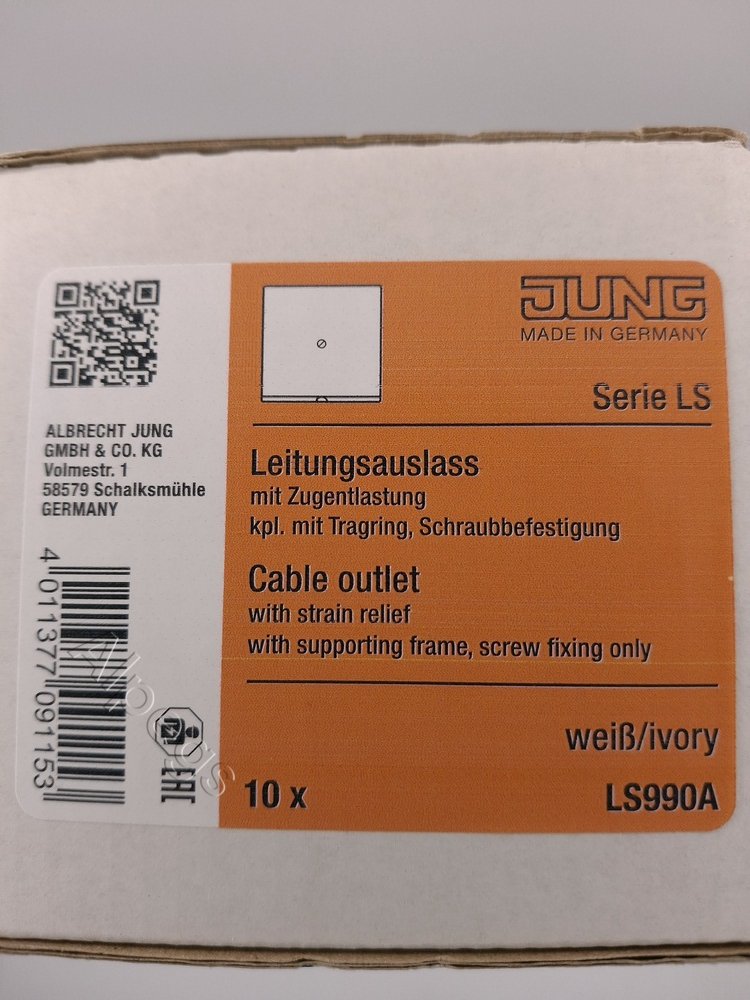 JUNG
MADE IN GERMANY
Serie LS
ALBRECHT JUNG
GMBH & CO. KG
Volmestr. 1
58579 Schalksmühle
GERMANY
4 011377 091153
EAC
Leitungsauslass
mit Zugentlastung
kpl. mit Tragring, Schraubbefestigung
Cable outlet
with strain relief
with supporting frame, screw fixing only
weiß/ivory
10 x
LS990A